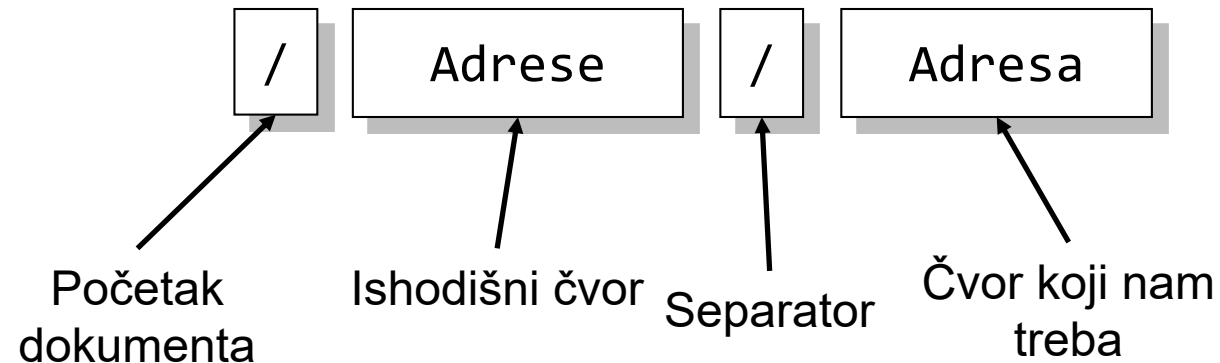 / Adrese / Adresa
Početak
dokumenta
Ishodišni čvor
Separator
Čvor koji nam
treba